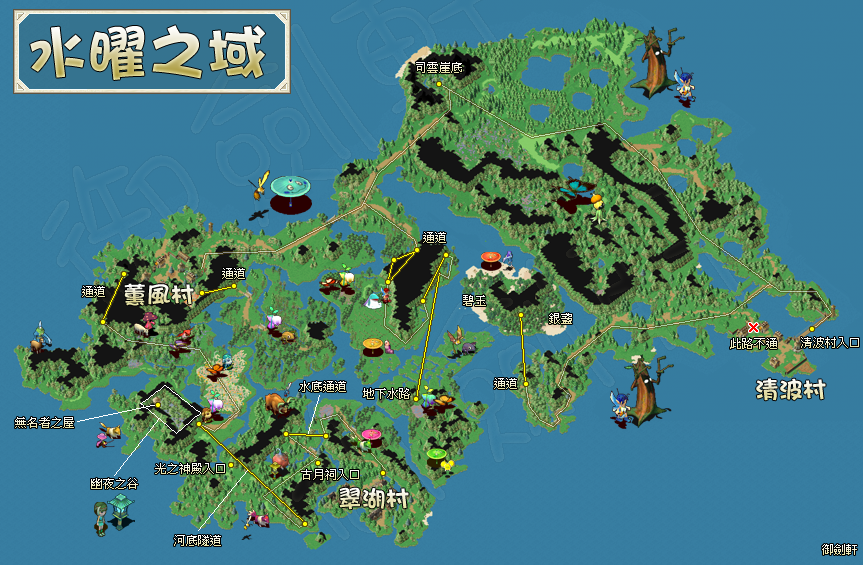 水曜之域
司雲崖底
通道
通道
通道
薰風村
碧玉
銀蓋
此路不通
清波村入口
清波村
通道
水底通道
地下水路
無名者之屋
光之神殿入口
古月祠入口
幽夜之谷
翠湖村
河底隧道
御劍軒